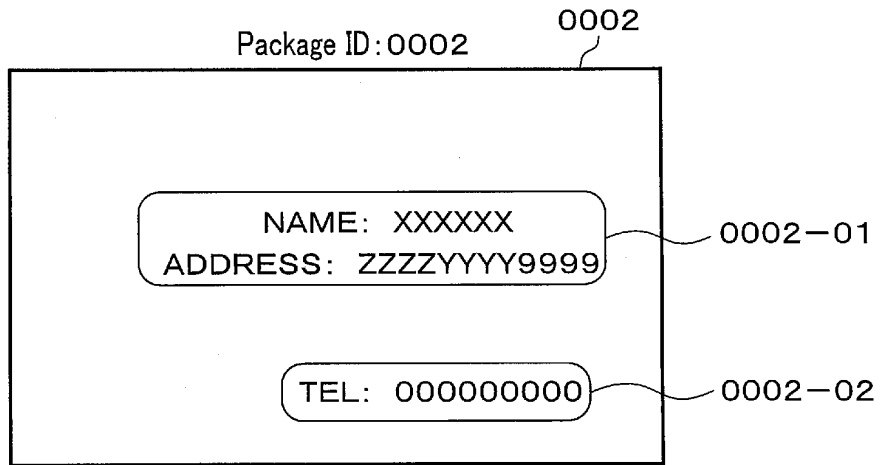 0002
Package ID:0002
NAME: XXXXXX
ADDRESS: ZZZZYYYY9999
0002-01
TEL: 000000000
0002-02